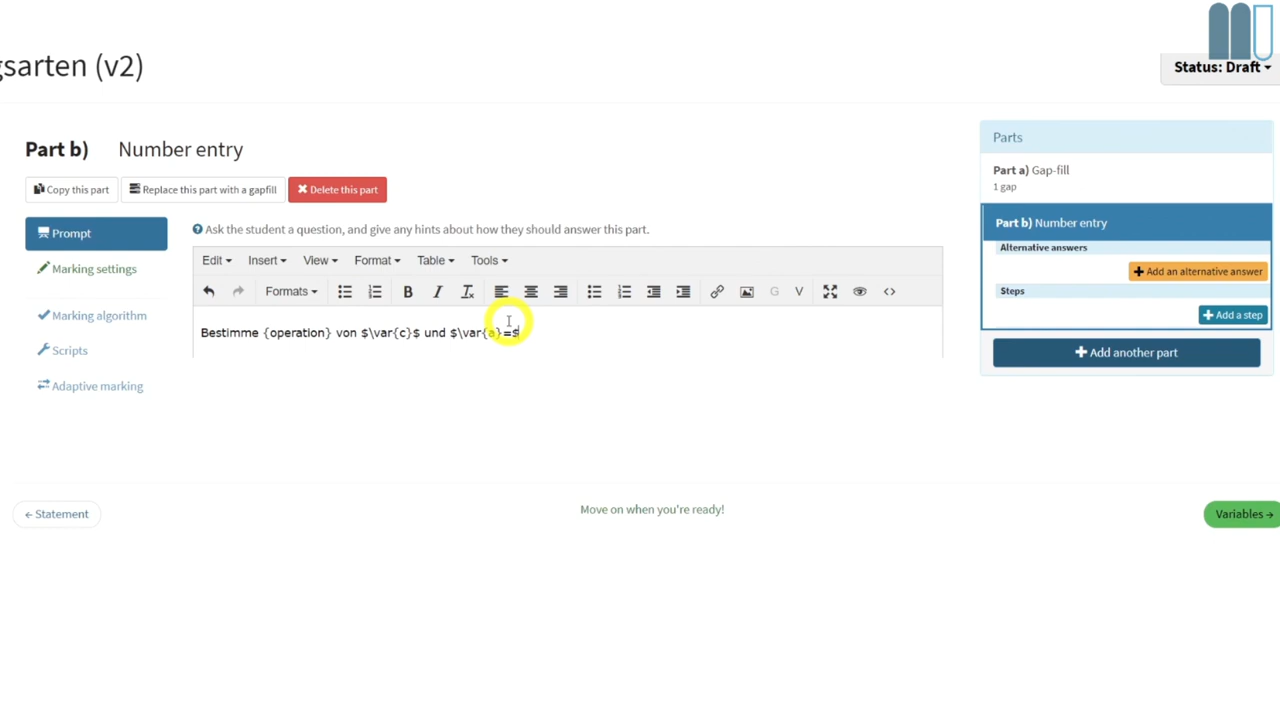 gsarten (v2)
Status: Draft
Part b) Number entry
Copy this part
Replace this part with a gapfill
Delete this part
Prompt
Marking settings
Marking algorithm
Scripts
Adaptive marking
Ask the student a question, and give any hints about how they should answer this part.
Edit Insert View Format Table Tools
Formats B I Ix G V <>
Bestimme {operation} von $\var{c}$ und $\var{a}=$
Parts
Part a) Gap-fill
1 gap
Part b) Number entry
Alternative answers
+ Add an alternative answer
Steps
+ Add a step
+ Add another part
← Statement
Move on when you're ready!
Variables →